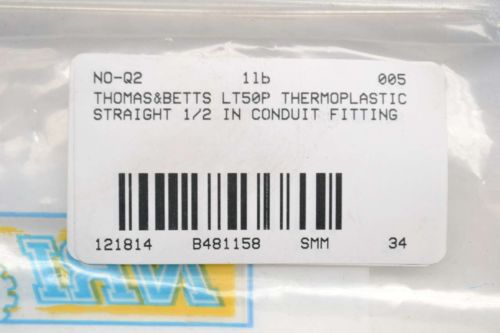 NO-Q2 1lb 005
THOMAS&BETTS LT50P THERMOPLASTIC
STRAIGHT 1/2 IN CONDUIT FITTING
121814 B481158 SMM 34